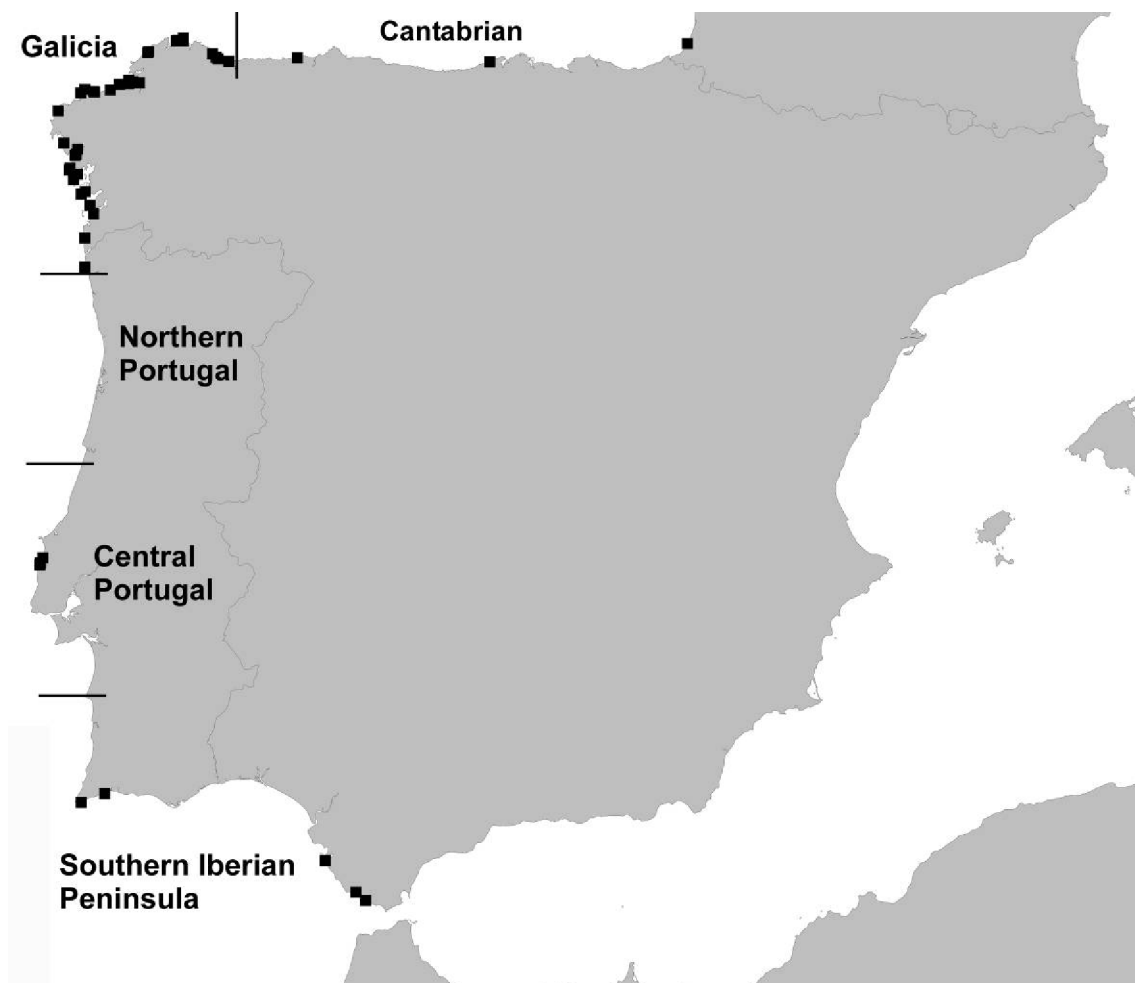 Galicia
Cantabrian
Northern
Portugal
Central
Portugal
Southern Iberian
Peninsula